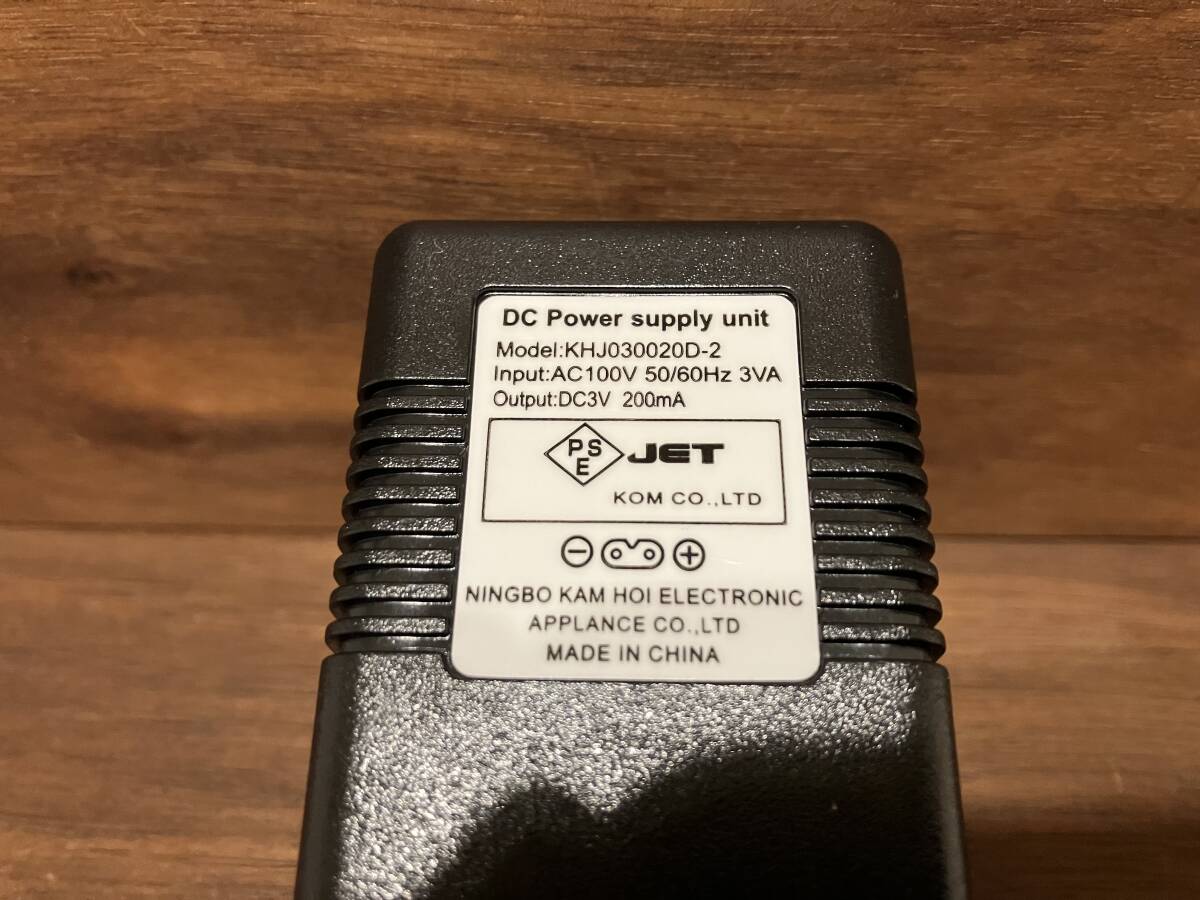 DC Power supply unit
Model:KHJ030020D-2
Input:AC100V 50/60Hz 3VA
Output:DC3V 200mA
PSE JET
KOM CO.,LTD
NINGBO KAM HOI ELECTRONIC
APPLANCE CO.,LTD
MADE IN CHINA